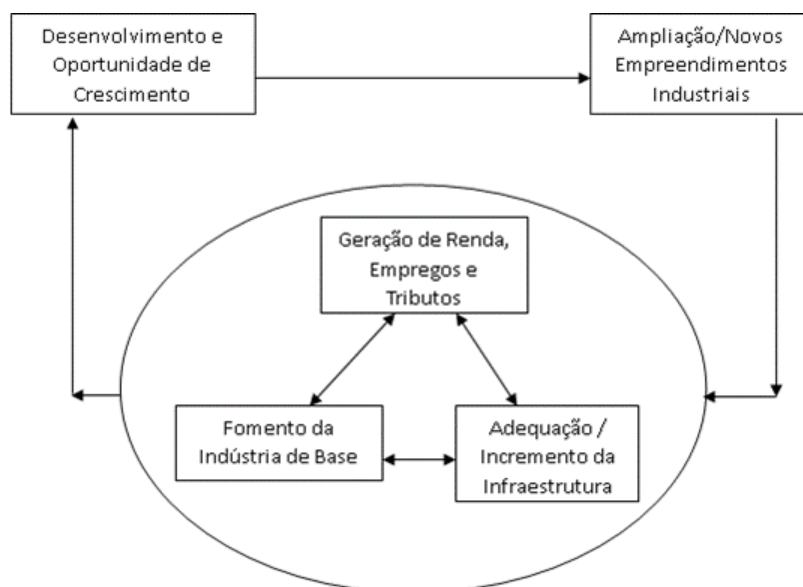 Desenvolvimento e
Oportunidade de
Crescimento
Ampliação/Novos
Empreendimentos
Industriais
Geração de Renda,
Empregos e
Tributos
Fomento da
Indústria de Base
Adequação /
Incremento da
Infraestrutura